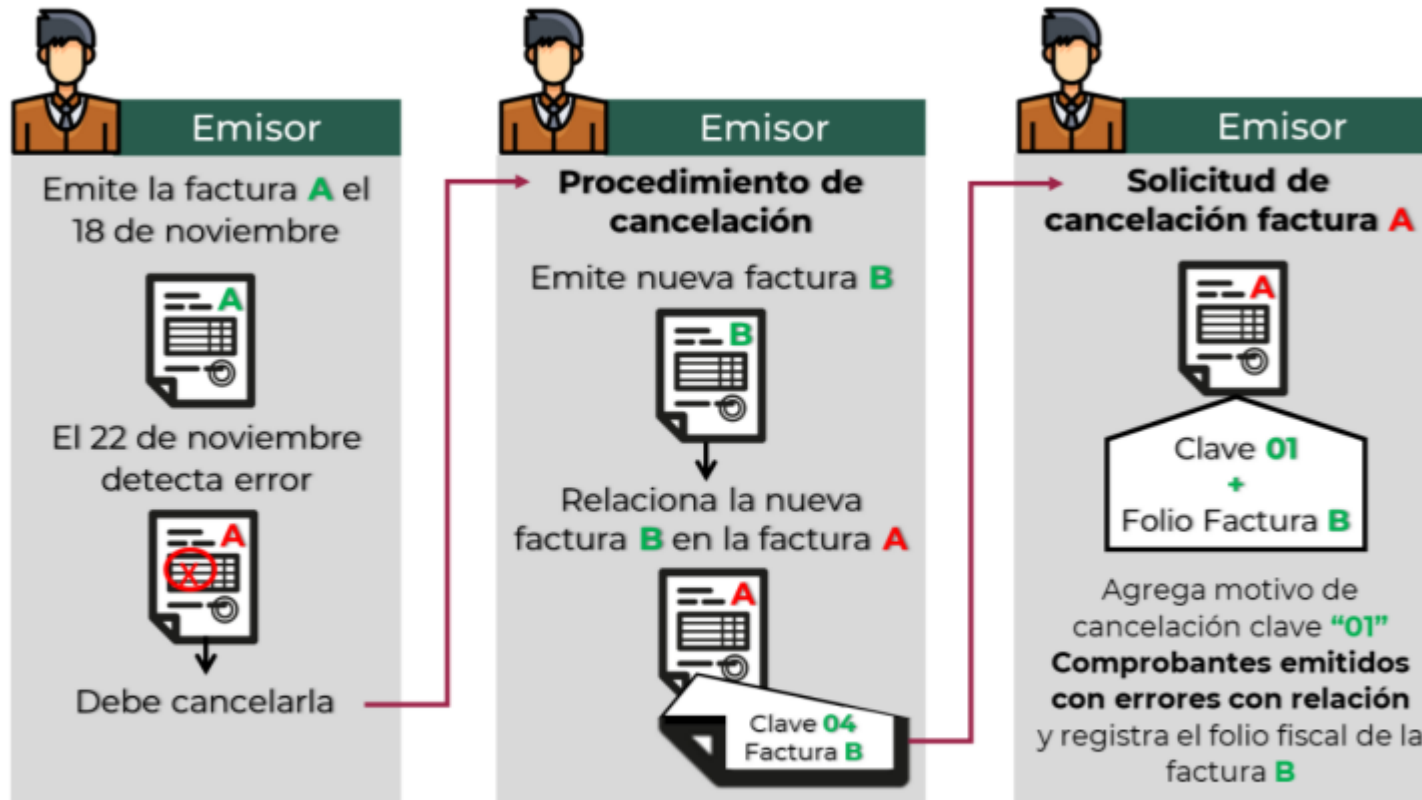 Emisor
Emite la factura A el
18 de noviembre
A
El 22 de noviembre
detecta error
A
X
Debe cancelarla
Emisor
Procedimiento de
cancelación
Emite nueva factura B
B
Relaciona la nueva
factura B en la factura A
A
Clave 04
Factura B
Emisor
Solicitud de
cancelación factura A
A
Clave 01
+
Folio Factura B
Agrega motivo de
cancelación clave “01”
Comprobantes emitidos
con errores con relación
y registra el folio fiscal de la
factura B